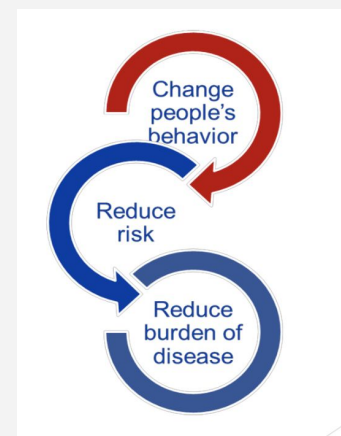 Change
people's
behavior
Reduce
risk
Reduce
burden of
disease